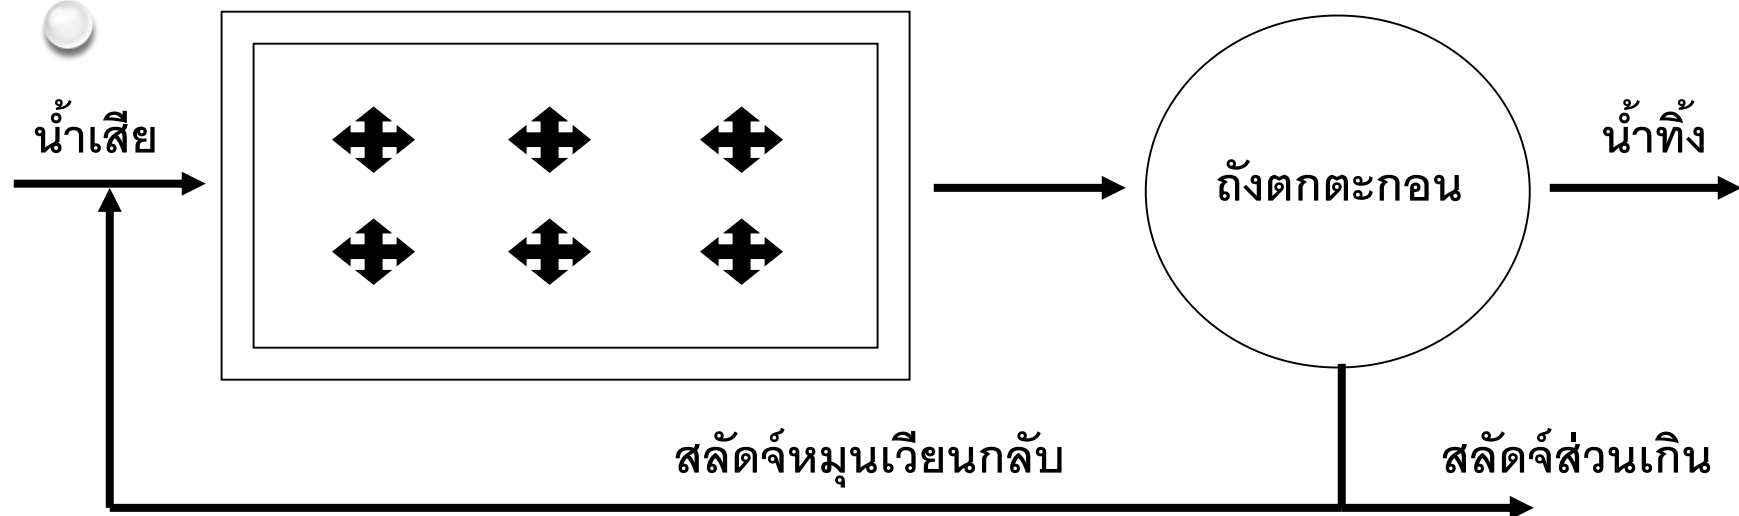 น้ำเสีย
ถังตกตะกอน
น้ำทิ้ง
สลัดจ์หมุนเวียนกลับ
สลัดจ์ส่วนเกิน